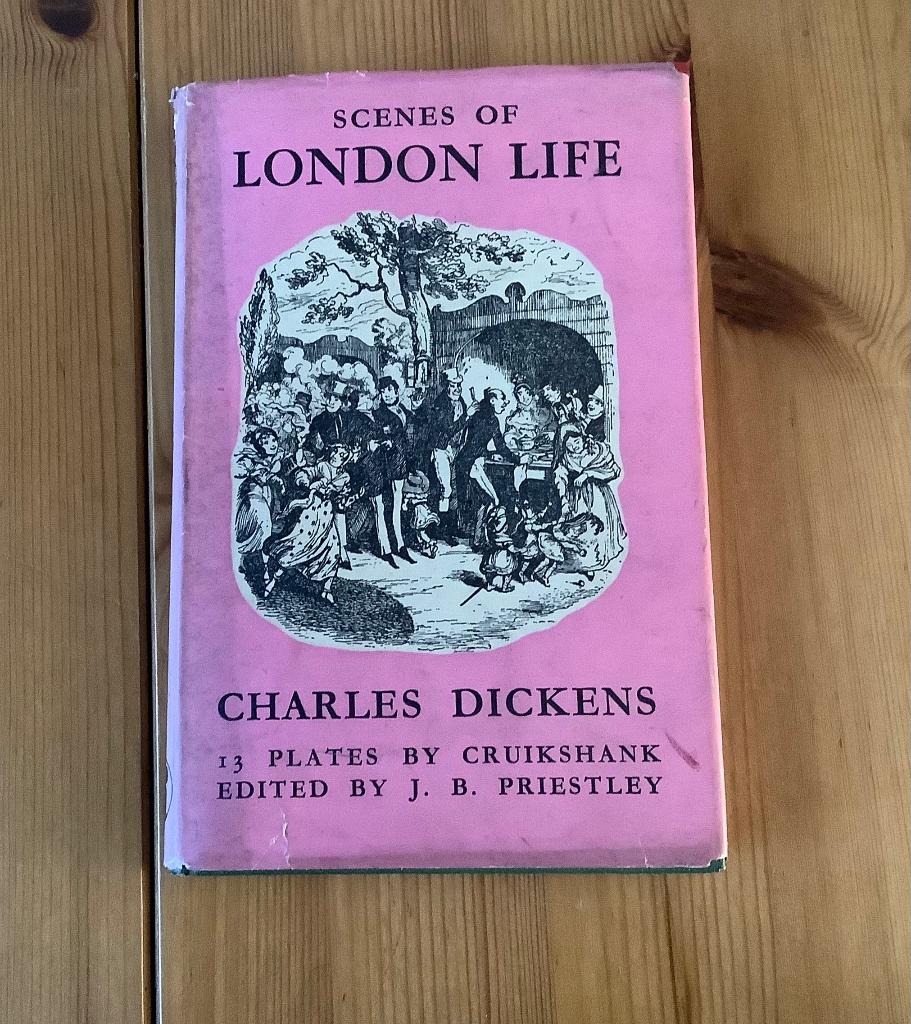 SCENES OF
LONDON LIFE
CHARLES DICKENS
13 PLATES BY CRUIKSHANK
EDITED BY J. B. PRIESTLEY